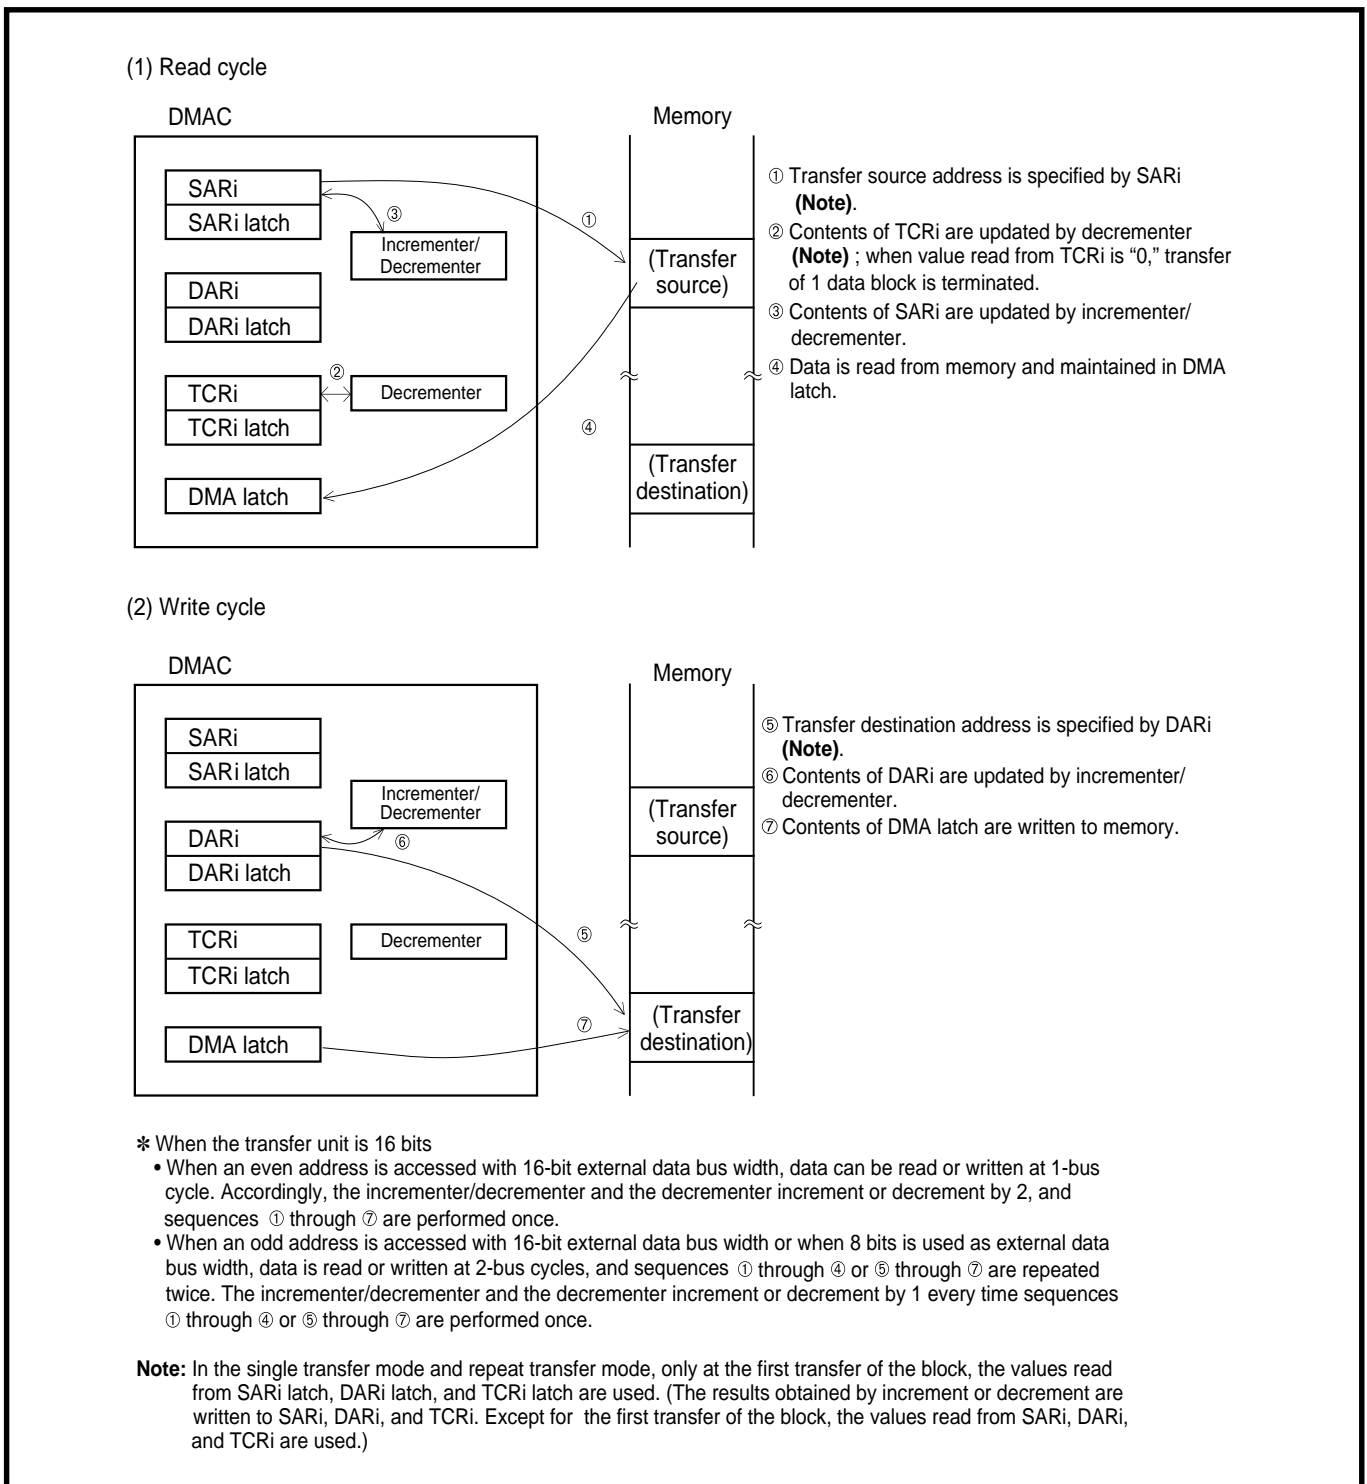 (1) Read cycle
DMAC
Memory
SARi
SARi latch
③
①
Incrementer/
Decrementer
(Transfer
source)
DARi
DARi latch
②
TCRi
Decrementer
TCRi latch
④
(Transfer
destination)
DMA latch
① Transfer source address is specified by SARi
(Note).
② Contents of TCRi are updated by decrementer
(Note) ; when value read from TCRi is “0,” transfer
of 1 data block is terminated.
③ Contents of SARi are updated by incrementer/
decrementer.
④ Data is read from memory and maintained in DMA
latch.
(2) Write cycle
DMAC
Memory
SARi
SARi latch
Incrementer/
Decrementer
(Transfer
source)
DARi
⑥
DARi latch
TCRi
Decrementer
⑤
TCRi latch
(Transfer
destination)
⑦
DMA latch
⑤ Transfer destination address is specified by DARi
(Note).
⑥ Contents of DARi are updated by incrementer/
decrementer.
⑦ Contents of DMA latch are written to memory.
✽ When the transfer unit is 16 bits
• When an even address is accessed with 16-bit external data bus width, data can be read or written at 1-bus
cycle. Accordingly, the incrementer/decrementer and the decrementer increment or decrement by 2, and
sequences ① through ⑦ are performed once.
• When an odd address is accessed with 16-bit external data bus width or when 8 bits is used as external data
bus width, data is read or written at 2-bus cycles, and sequences ① through ④ or ⑤ through ⑦ are repeated
twice. The incrementer/decrementer and the decrementer increment or decrement by 1 every time sequences
① through ④ or ⑤ through ⑦ are performed once.
Note: In the single transfer mode and repeat transfer mode, only at the first transfer of the block, the values read
from SARi latch, DARi latch, and TCRi latch are used. (The results obtained by increment or decrement are
written to SARi, DARi, and TCRi. Except for the first transfer of the block, the values read from SARi, DARi,
and TCRi are used.)